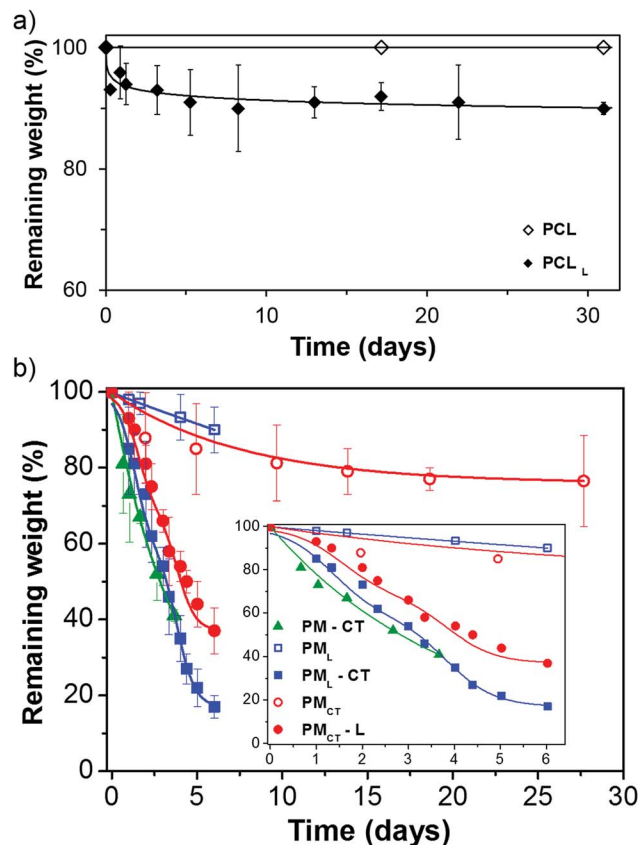 a)
Remaining weight (%)
100
80
60
PCL
PCL L
0
10
20
30
Time (days)
b)
Remaining weight (%)
100
80
60
40
20
0
100
80
60
40
20
0
PM - CT
PM L
PM L - CT
PM CT
PM CT - L
0
1
2
3
4
5
6
0
5
10
15
20
25
30
Time (days)